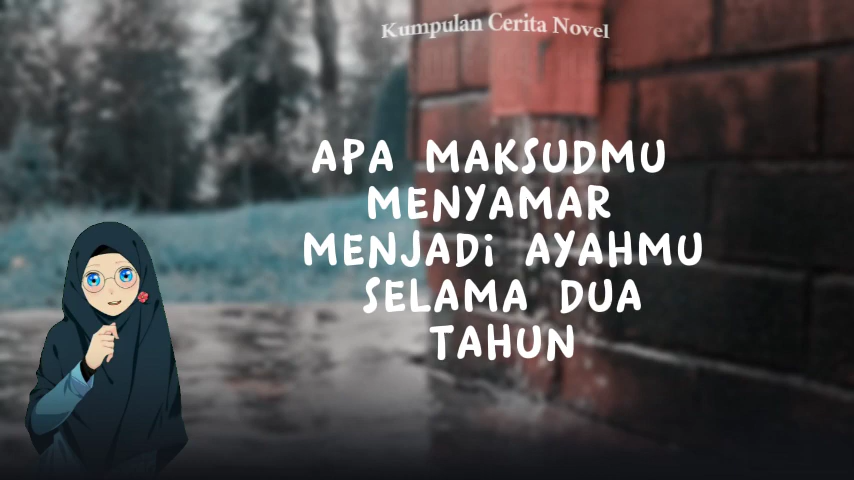 Kumpulan Cerita Novel
APA MAKSUDMU
MENYAMAR
MENJADi AYAHMU
SELAMA DUA
TAHUN